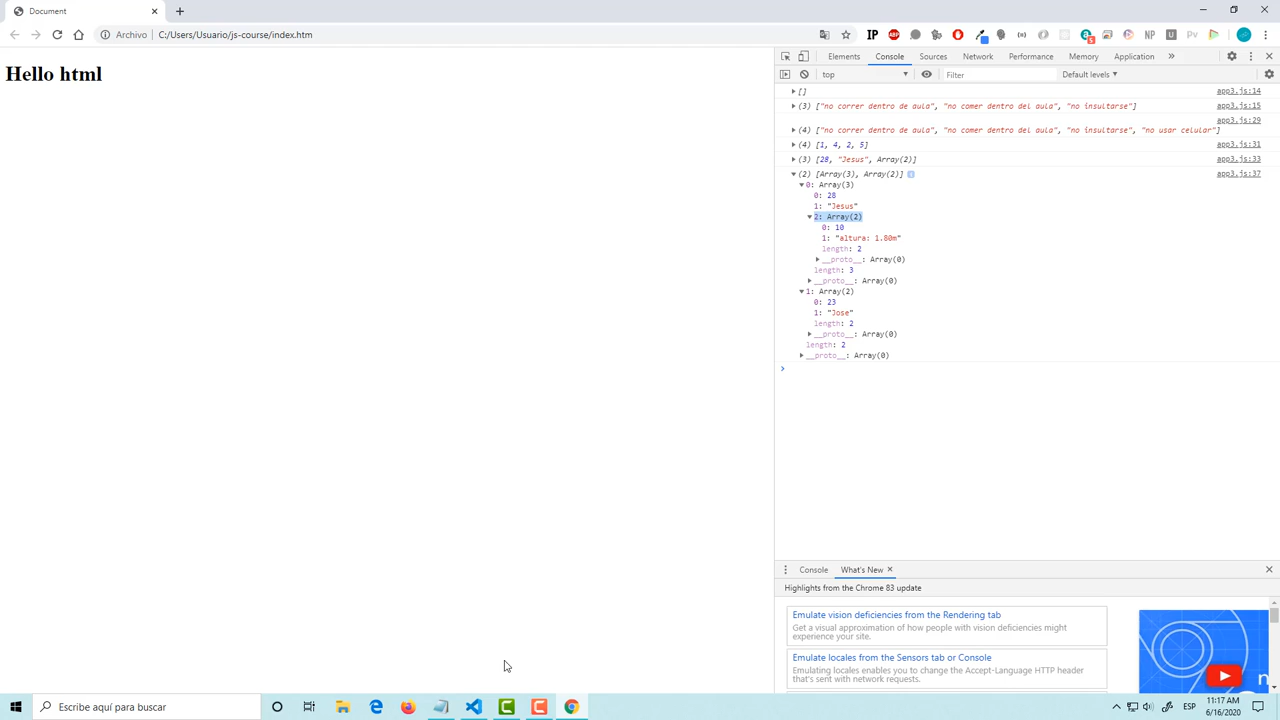 Document
Archivo
C:/Users/Usuario/js-course/index.htm
IP
ABP
NP
Pv
Hello html
Elements
Console
Sources
Network
Performance
Memory
Application
»
top
Filter
Default levels
[]
app3.js:14
(3) ["no correr dentro de aula", "no comer dentro del aula", "no insultarse"]
app3.js:15
app3.js:29
(4) ["no correr dentro de aula", "no comer dentro del aula", "no insultarse", "no usar celular"]
(4) [1, 4, 2, 5]
app3.js:31
(3) [28, "Jesus", Array(2)]
app3.js:33
(2) [Array(3), Array(2)]
app3.js:37
0: Array(3)
0: 28
1: "Jesus"
2: Array(2)
0: 10
1: "altura: 1.80m"
length: 2
__proto__: Array(0)
length: 3
__proto__: Array(0)
1: Array(2)
0: 23
1: "Jose"
length: 2
__proto__: Array(0)
length: 2
__proto__: Array(0)
Console
What's New
Highlights from the Chrome 83 update
Emulate vision deficiencies from the Rendering tab
Get a visual approximation of how people with vision deficiencies might
experience your site.
Emulate locales from the Sensors tab or Console
Emulating locales enables you to change the Accept-Language HTTP header
that's sent with network requests.
Escribe aquí para buscar
ESP
11:17 AM
6/16/2020